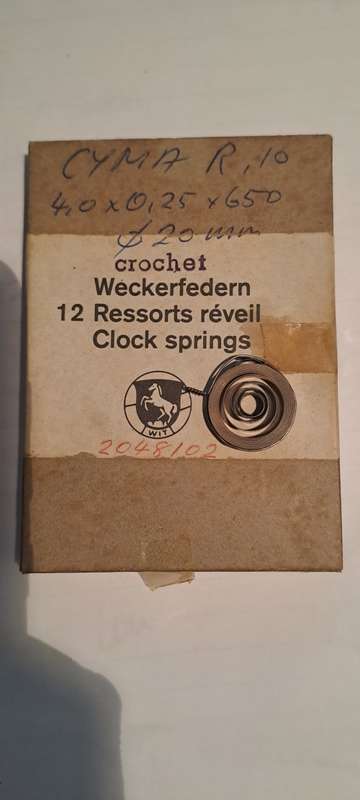 CYMA R.10
4,0 x 0,25 x 650
⌀ 20 mm
crochet
Weckerfedern
12 Ressorts réveil
Clock springs
WIT
2048102